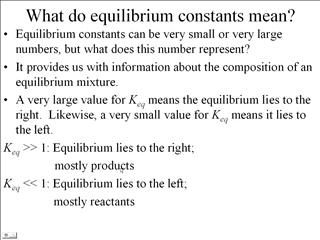 What do equilibrium constants mean?
• Equilibrium constants can be very small or very large
numbers, but what does this number represent?
• It provides us with information about the composition of an
equilibrium mixture.
• A very large value for Keq means the equilibrium lies to the
right.  Likewise, a very small value for Keq means it lies to
the left.
Keq >> 1: Equilibrium lies to the right;
mostly products
Keq << 1: Equilibrium lies to the left;
mostly reactants